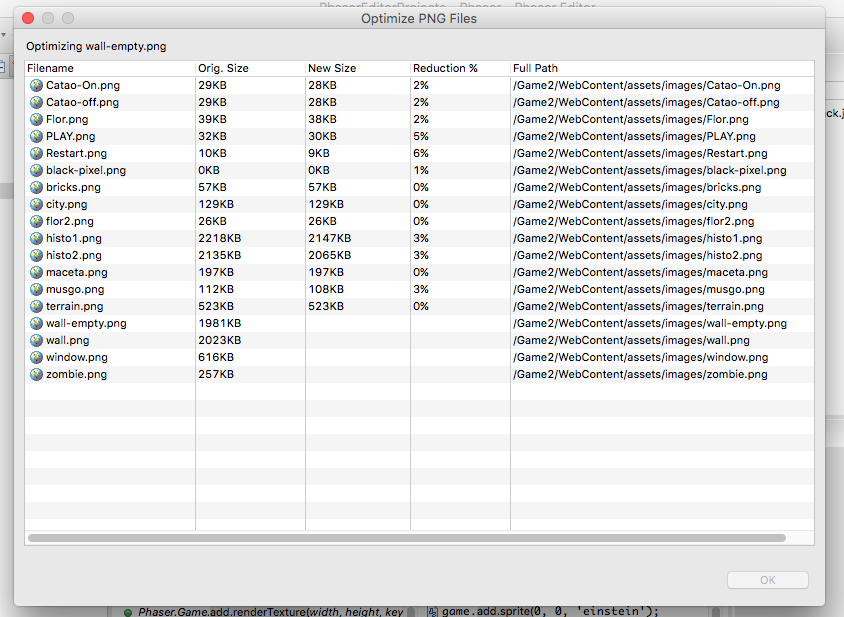 Optimize PNG Files
Optimizing wall-empty.png
Filename Orig. Size New Size Reduction % Full Path
Catao-On.png 29KB 28KB 2% /Game2/WebContent/assets/images/Catao-On.png
Catao-off.png 29KB 28KB 2% /Game2/WebContent/assets/images/Catao-off.png
Flor.png 39KB 38KB 2% /Game2/WebContent/assets/images/Flor.png
PLAY.png 32KB 30KB 5% /Game2/WebContent/assets/images/PLAY.png
Restart.png 10KB 9KB 6% /Game2/WebContent/assets/images/Restart.png
black-pixel.png 0KB 0KB 1% /Game2/WebContent/assets/images/black-pixel.png
bricks.png 57KB 57KB 0% /Game2/WebContent/assets/images/bricks.png
city.png 129KB 129KB 0% /Game2/WebContent/assets/images/city.png
flor2.png 26KB 26KB 0% /Game2/WebContent/assets/images/flor2.png
histo1.png 2218KB 2147KB 3% /Game2/WebContent/assets/images/histo1.png
histo2.png 2135KB 2065KB 3% /Game2/WebContent/assets/images/histo2.png
maceta.png 197KB 197KB 0% /Game2/WebContent/assets/images/maceta.png
musgo.png 112KB 108KB 3% /Game2/WebContent/assets/images/musgo.png
terrain.png 523KB 523KB 0% /Game2/WebContent/assets/images/terrain.png
wall-empty.png 1981KB /Game2/WebContent/assets/images/wall-empty.png
wall.png 2023KB /Game2/WebContent/assets/images/wall.png
window.png 616KB /Game2/WebContent/assets/images/window.png
zombie.png 257KB /Game2/WebContent/assets/images/zombie.png
ck.j
OK
Phaser.Game.add.renderTexture(width, height, key game.add.sprite(0, 0, 'einstein');